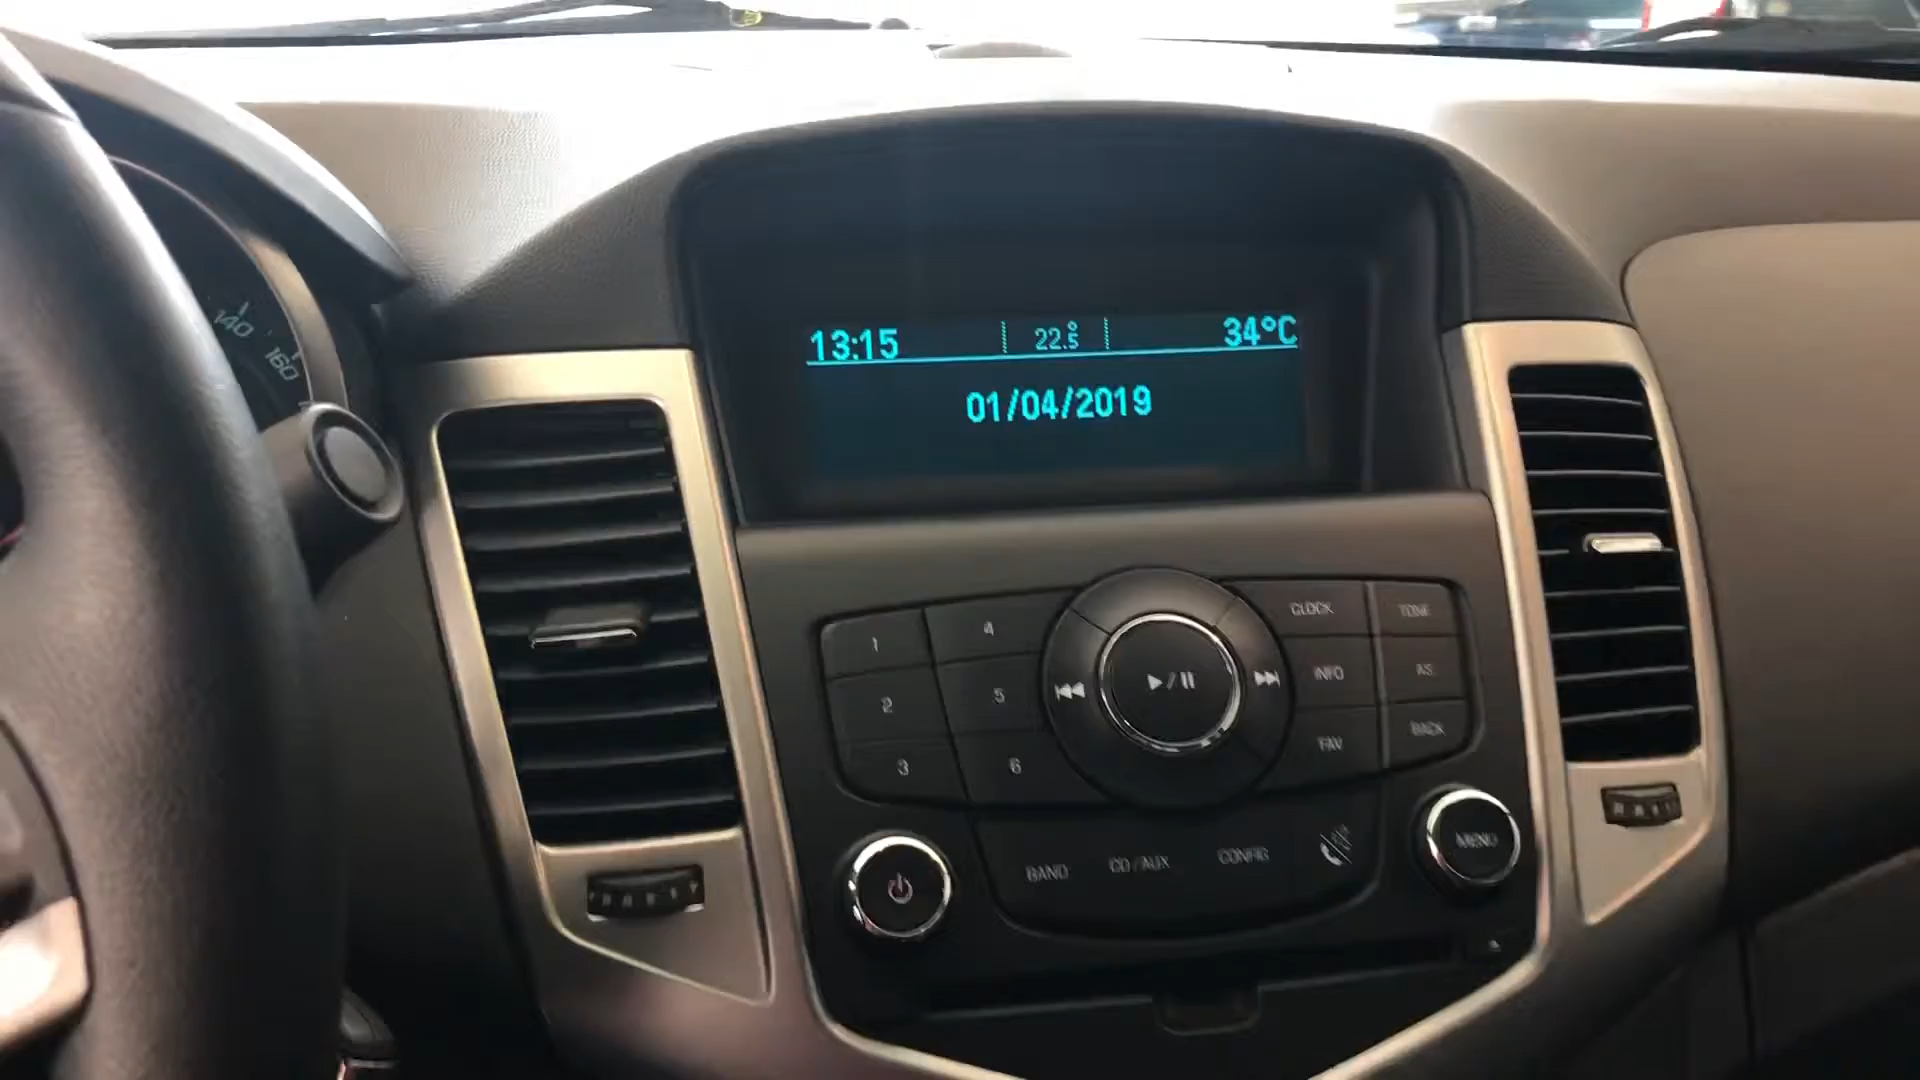 140
160
13:15 22.5° 34°C
01/04/2019
1 4 CLOCK TONE
2 5 INFO AS
3 6 FAV BACK
BAND CD/AUX CONFIG MENU